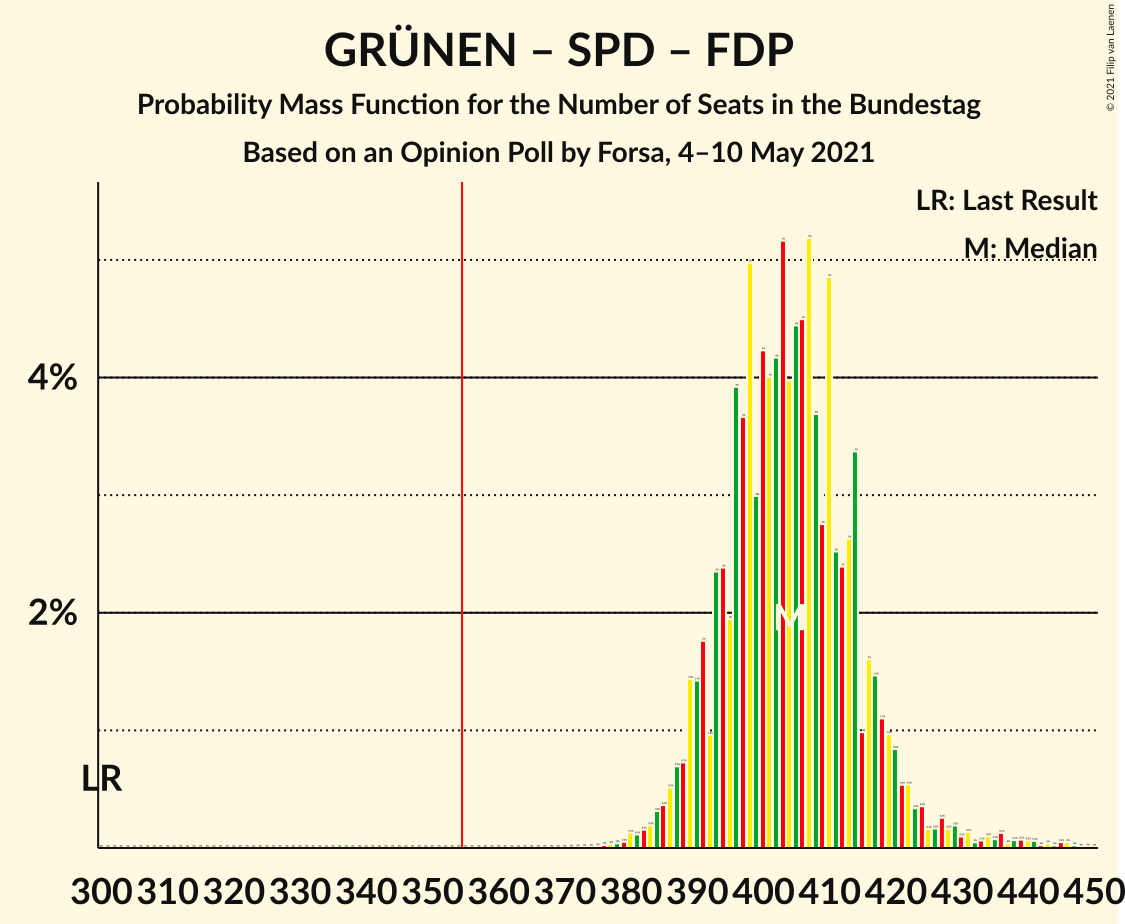 GRÜNEN – SPD – FDP
Probability Mass Function for the Number of Seats in the Bundestag
Based on an Opinion Poll by Forsa, 4–10 May 2021
© 2021 Filip van Laenen
LR: Last Result
M: Median
4%
2%
M
LR
300 310 320 330 340 350 360 370 380 390 400 410 420 430 440 450